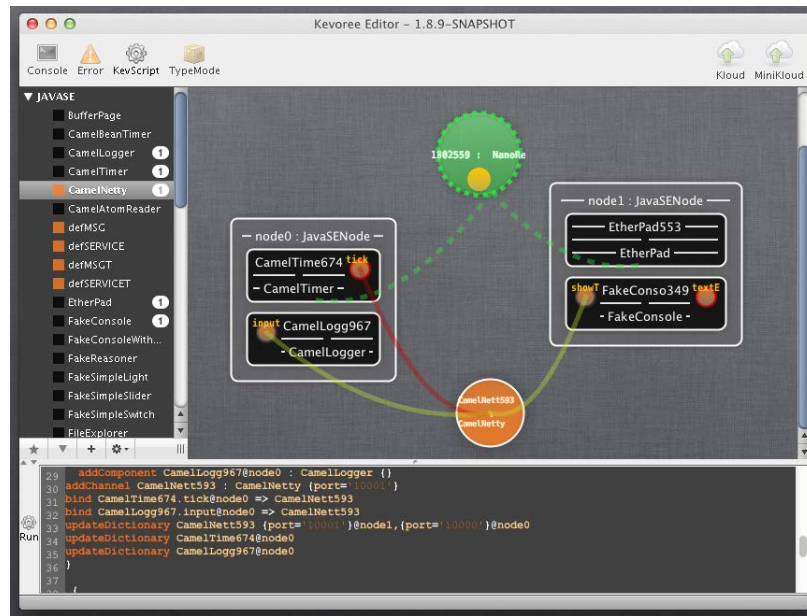 Kevoree Editor – 1.8.9-SNAPSHOT
Console Error KevScript TypeMode Kloud MiniKloud
▼ JAVASE
BufferPage
CamelBeanTimer
CamelLogger 1
CamelTimer 1
CamelNetty 1
CamelAtomReader
defMSG
defSERVICE
defMSGT
defSERVICET
EtherPad 1
FakeConsole 1
FakeConsoleWith...
FakeReasoner
FakeSimpleLight
FakeSimpleSlider
FakeSimpleSwitch
FileExplorer
1802559 : NanoRe
node0 : JavaSENode
CamelTime674 tick
CamelTimer
input CamelLogg967
CamelLogger
node1 : JavaSENode
EtherPad553
EtherPad
showT FakeConso349 textE
FakeConsole
CamelNett593
CamelNetty
Run
29 addComponent CamelLogg967@node0 : CamelLogger {}
30 addChannel CamelNett593 : CamelNetty {port='10001'}
31 bind CamelTime674.tick@node0 => CamelNett593
32 bind CamelLogg967.input@node0 => CamelNett593
33 updateDictionary CamelNett593 {port='10001'}@node1,{port='10000'}@node0
34 updateDictionary CamelTime674@node0
35 updateDictionary CamelLogg967@node0
36 }
37
38 {